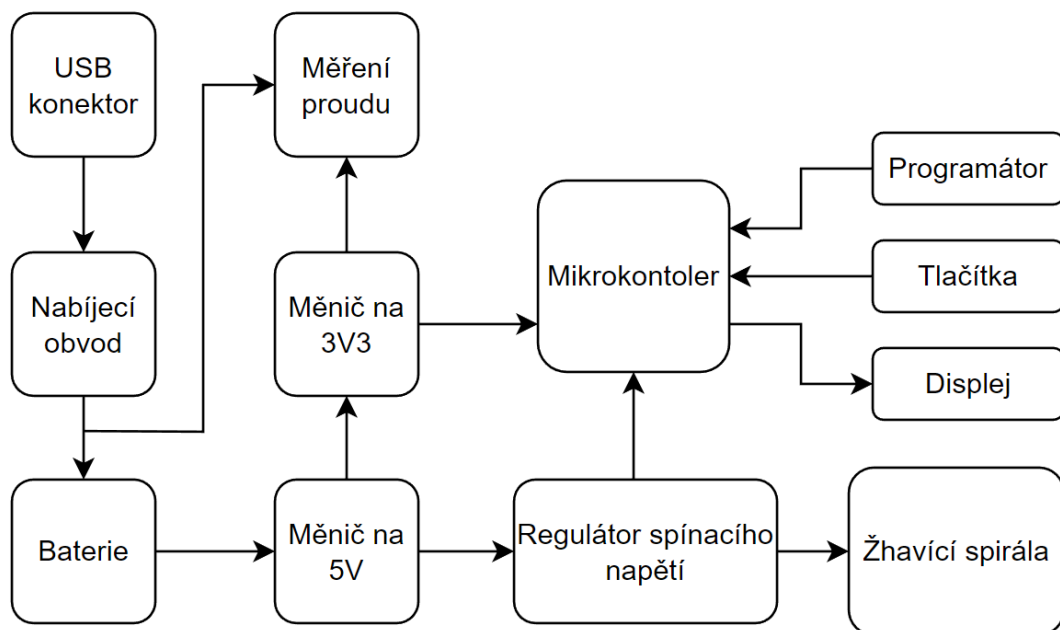 USB
konektor
Měření
proudu
Programátor
Mikrokontoler
Tlačítka
Nabíjecí
obvod
Měnič na
3V3
Displej
Baterie
Měnič na
5V
Regulátor spínacího
napětí
Žhavící spirála